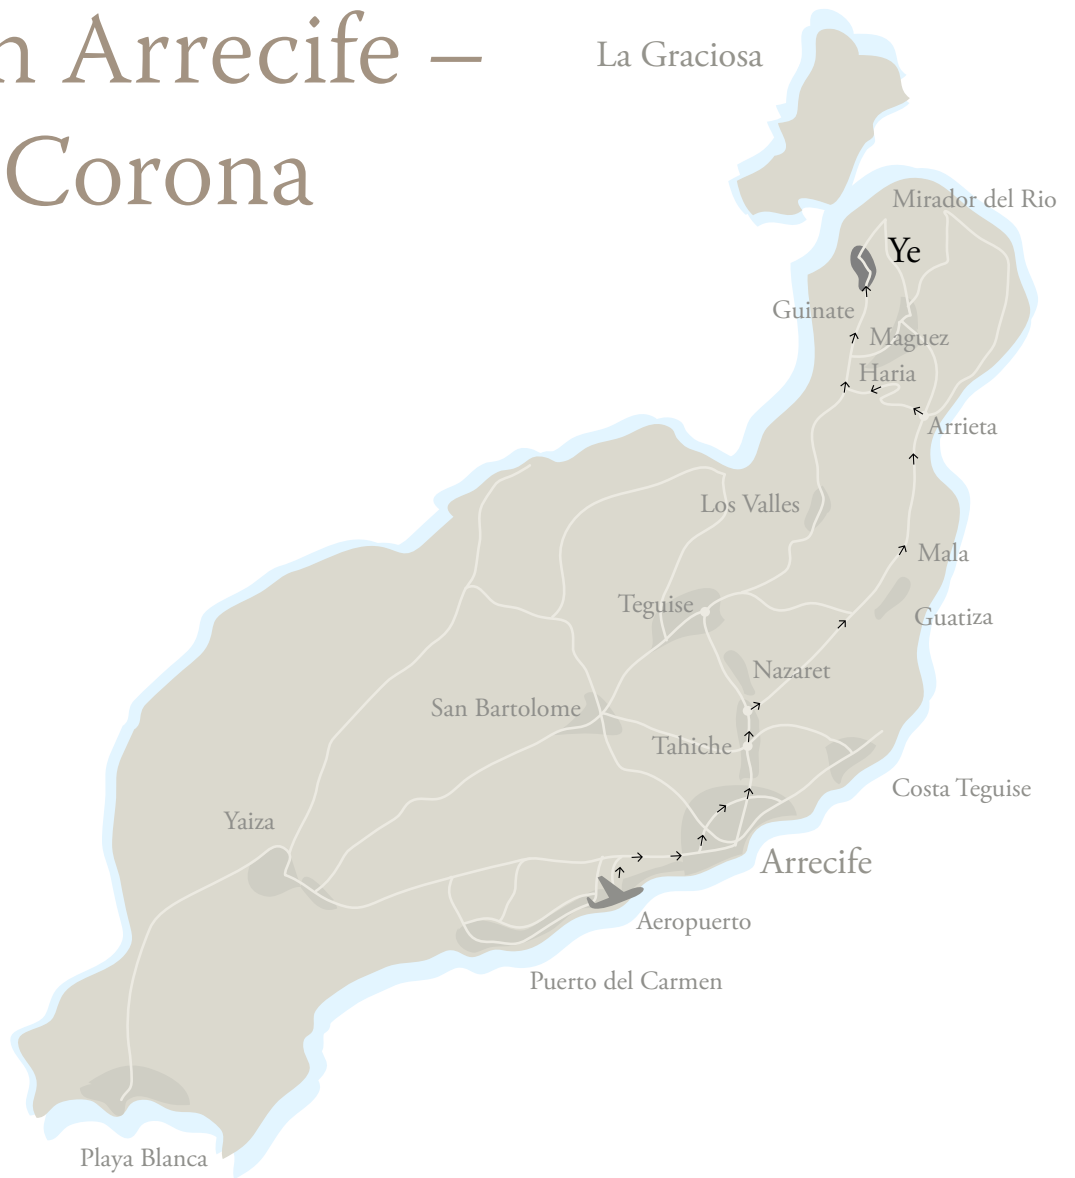 n Arrecife –
Corona
La Graciosa
Mirador del Rio
Ye
Guinate
Maguez
Haria
Arrieta
Los Valles
Mala
Teguise
Guatiza
Nazaret
San Bartolome
Tahiche
Costa Teguise
Yaiza
Arrecife
Aeropuerto
Puerto del Carmen
Playa Blanca